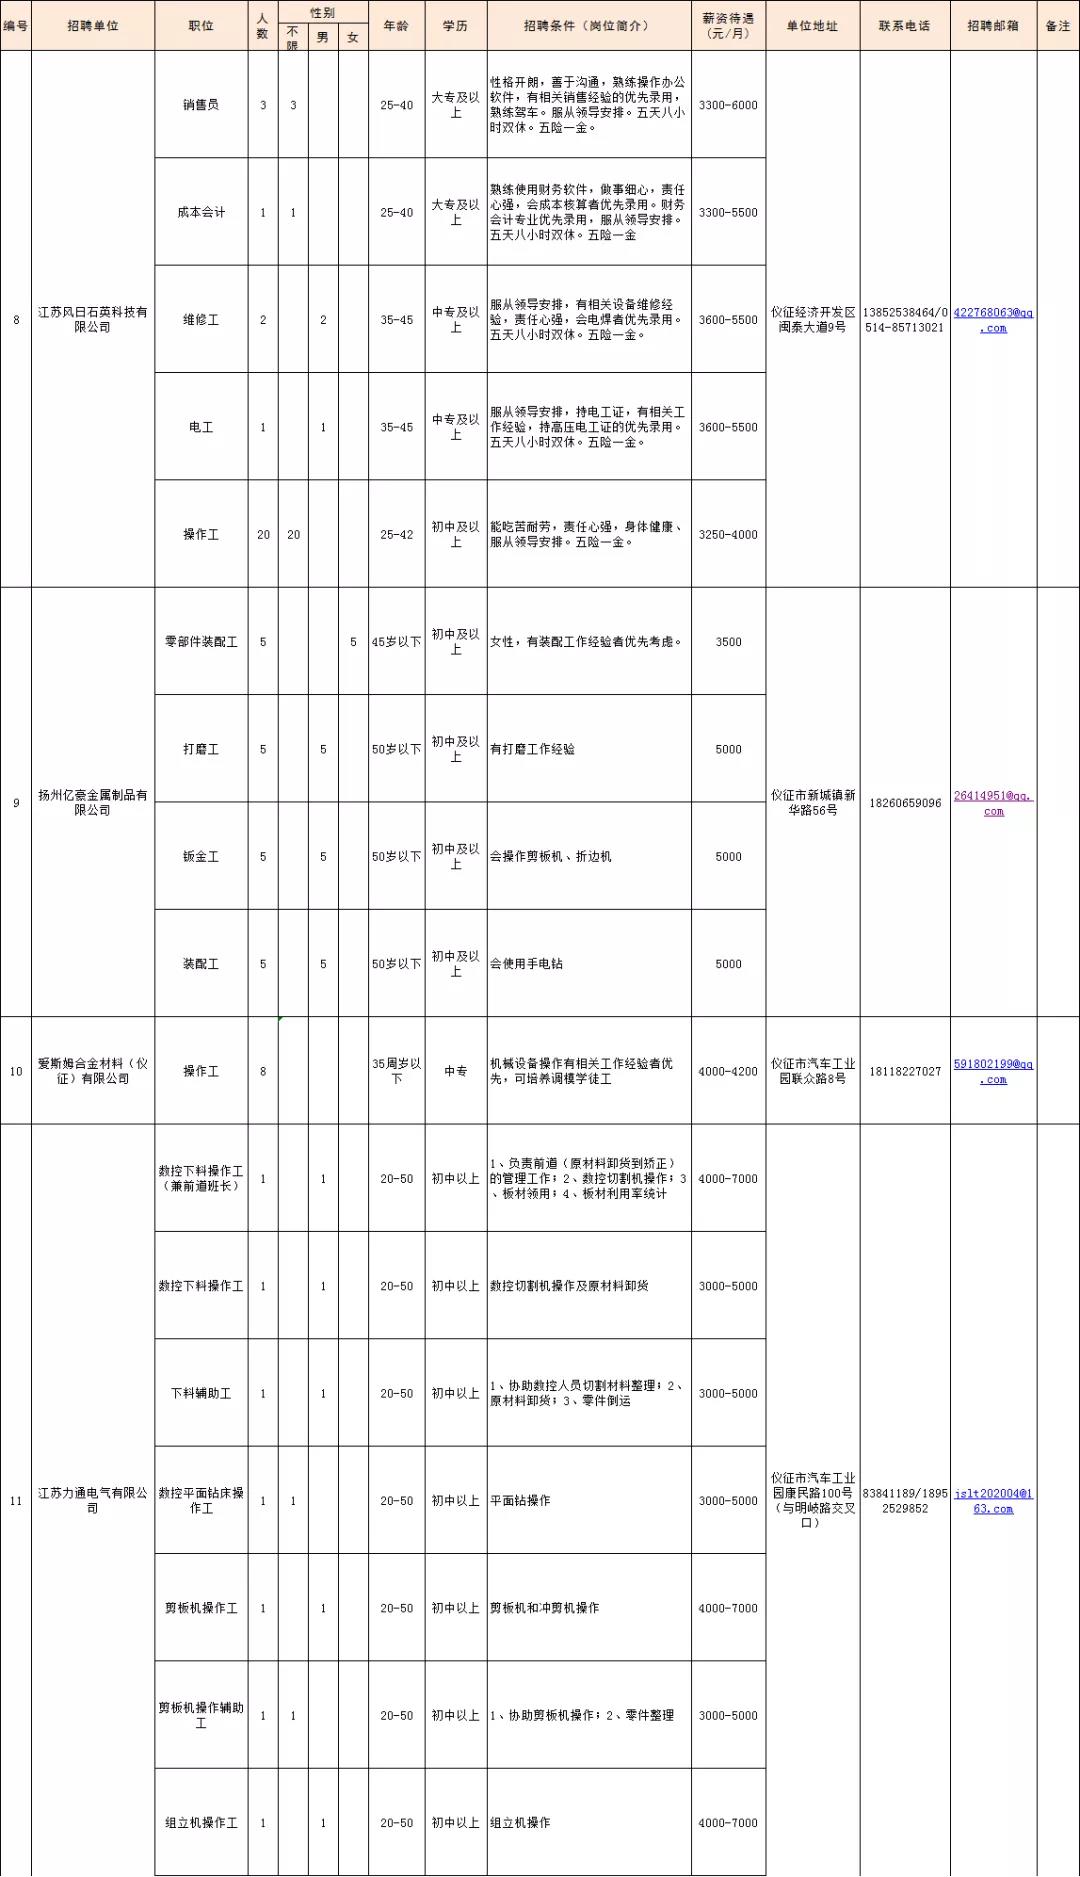 编号 招聘单位 职位 人数 性别 年龄 学历 招聘条件（岗位简介） 薪资待遇（元/月） 单位地址 联系电话 招聘邮箱 备注
不限 男 女
8
江苏风日石英科技有
限公司
销售员 3 3 25-40
大专及以
上
性格开朗，善于沟通，熟练操作办公
软件，有相关销售经验的优先录用，
熟练驾车。服从领导安排。五天八小
时双休。五险一金。
3300-6000
成本会计 1 1 25-40
大专及以
上
熟练使用财务软件，做事细心，责任
心强，会成本核算者优先录用。财务
会计专业优先录用，服从领导安排。
五天八小时双休。五险一金
3300-5500
维修工 2 2 35-45
中专及以
上
服从领导安排，有相关设备维修经
验，责任心强，会电焊者优先录用。
五天八小时双休。五险一金。
3600-5500
电工 1 1 35-45
中专及以
上
服从领导安排，持电工证，有相关工
作经验，持高压电工证的优先录用。
五天八小时双休。五险一金。
3600-5500
操作工 20 20 25-42
初中及以
上
能吃苦耐劳，责任心强，身体健康、
服从领导安排。五险一金。
3250-4000
仪征经济开发区
闽泰大道9号
13852538464/0
514-85713021
422768063@qq
.com
9
扬州亿豪金属制品有
限公司
零部件装配工 5 5 45岁以下
初中及以
上
女性，有装配工作经验者优先考虑。
3500
打磨工 5 5 50岁以下
初中及以
上
有打磨工作经验
5000
钣金工 5 5 50岁以下
初中及以
上
会操作剪板机、折边机
5000
装配工 5 5 50岁以下
初中及以
上
会使用手电钻
5000
仪征市新城镇新
华路56号
18260659096
26414951@qq.
com
10
爱斯姆合金材料（仪
征）有限公司
操作工 8
35周岁以
下
中专
机械设备操作有相关工作经验者优
先，可培养调模学徒工
4000-4200
仪征市汽车工业
园联众路8号
18118227027
591802199@qq
.com
11
江苏力通电气有限公
司
数控下料操作工
（兼前道班长）
1 1 20-50 初中以上
1、负责前道（原材料卸货到矫正）
的管理工作；2、数控切割机操作；3
、板材领用；4、板材利用率统计
4000-7000
数控下料操作工 1 1 20-50 初中以上 数控切割机操作及原材料卸货 3000-5000
下料辅助工 1 1 20-50 初中以上
1、协助数控人员切割材料整理；2、
原材料卸货；3、零件倒运
3000-5000
数控平面钻床操
作工
1 1 20-50 初中以上 平面钻操作 3000-5000
剪板机操作工 1 1 20-50 初中以上 剪板机和冲剪机操作 4000-7000
剪板机操作辅助
工
1 1 20-50 初中以上 1、协助剪板机操作；2、零件整理 3000-5000
组立机操作工 1 1 20-50 初中以上 组立机操作 4000-7000
仪征市汽车工业
园康民路100号
（与明岐路交叉
口）
83841189/1895
2529852
jslt202004@1
63.com